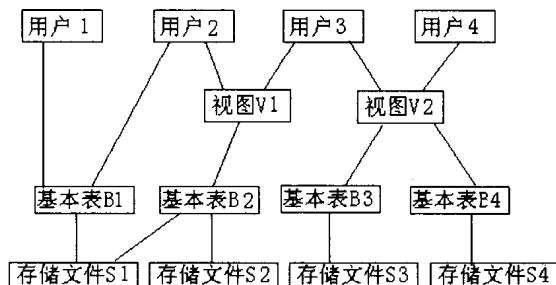 用户1 用户2 用户3 用户4
视图V1 视图V2
基本表B1 基本表B2 基本表B3 基本表B4
存储文件S1 存储文件S2 存储文件S3 存储文件S4